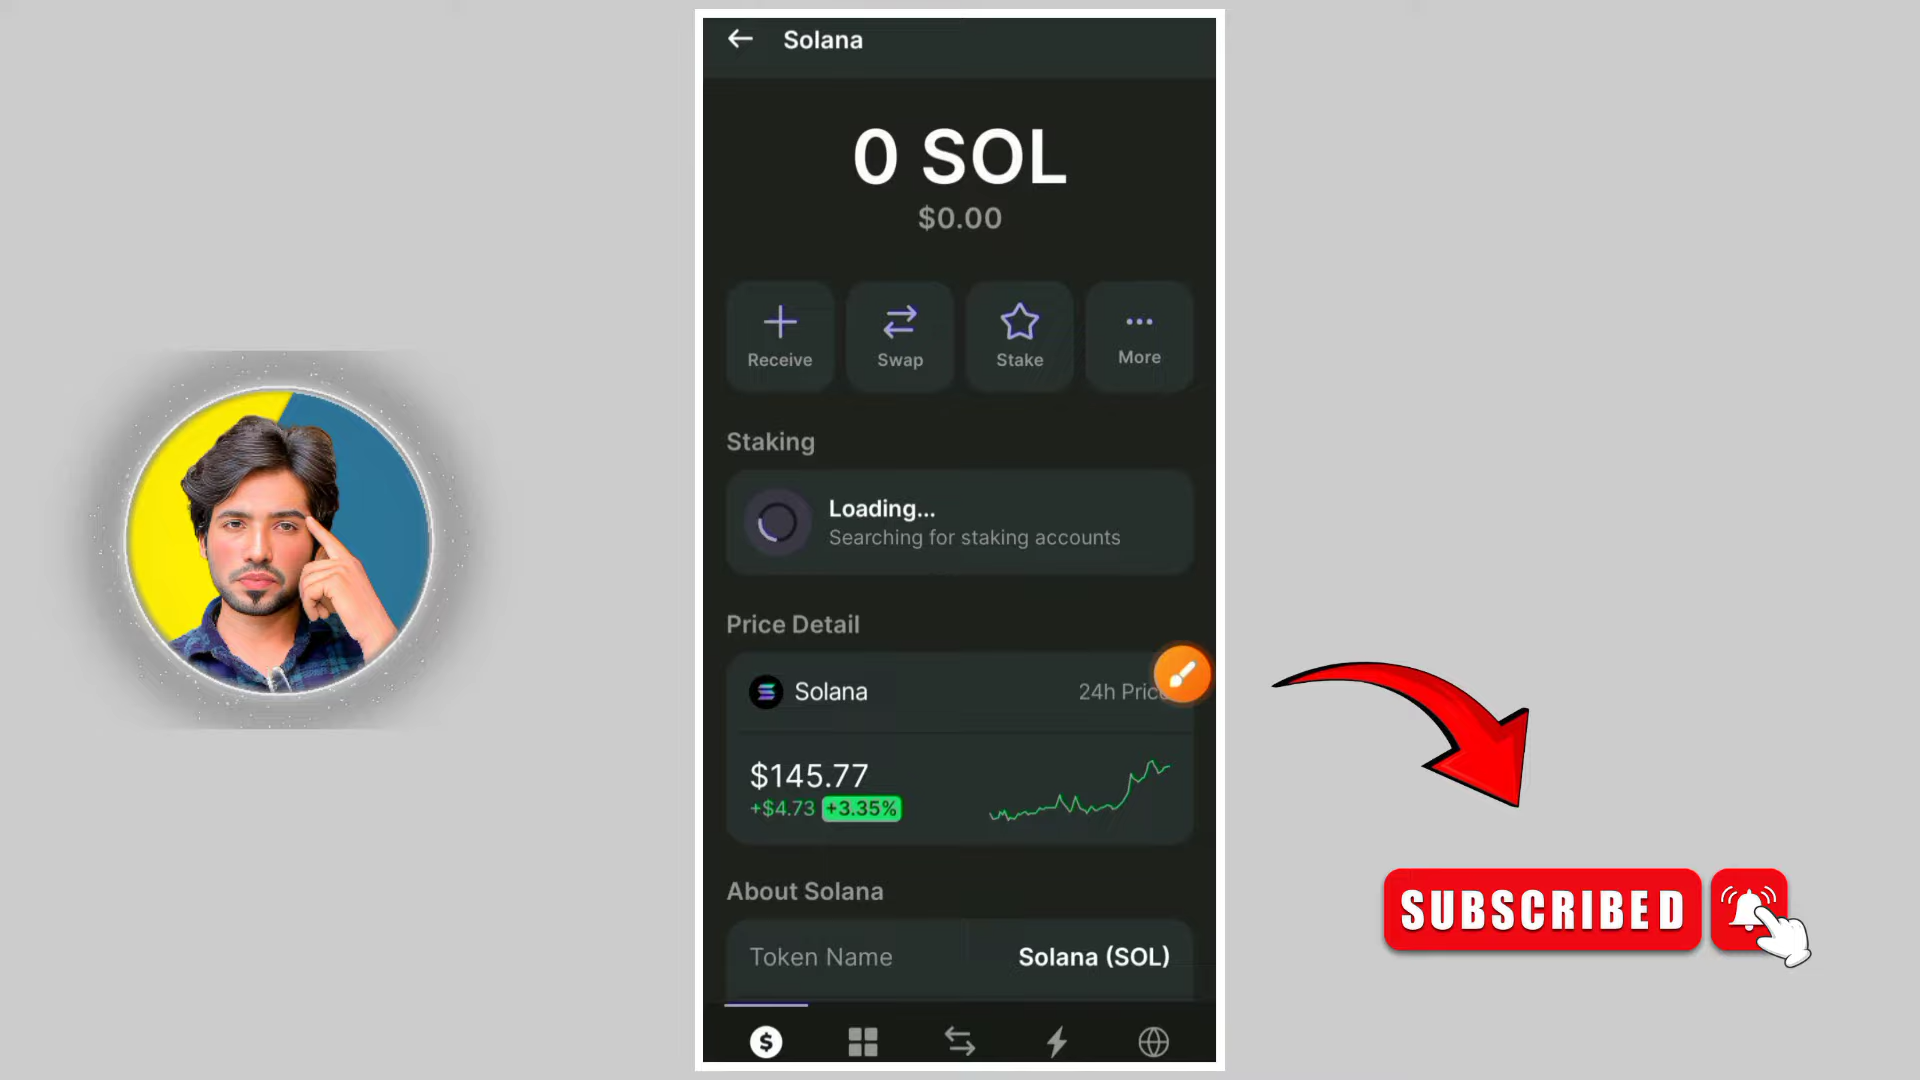 Solana
0 SOL
$0.00
Receive
Swap
Stake
More
Staking
Loading...
Searching for staking accounts
Price Detail
Solana
24h
$145.77
+$4.73 +3.35%
About Solana
Token Name
Solana (SOL)
SUBSCRIBED